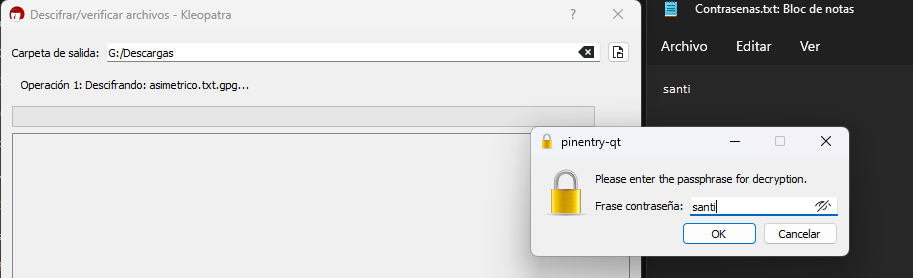 Descifrar/verificar archivos - Kleopatra
Carpeta de salida: G:/Descargas
Operación 1: Descifrando: asimetrico.txt.gpg...
Contrasenas.txt: Bloc de notas
Archivo Editar Ver
santi
pinentry-qt
Please enter the passphrase for decryption.
Frase contraseña: santi
OK Cancelar